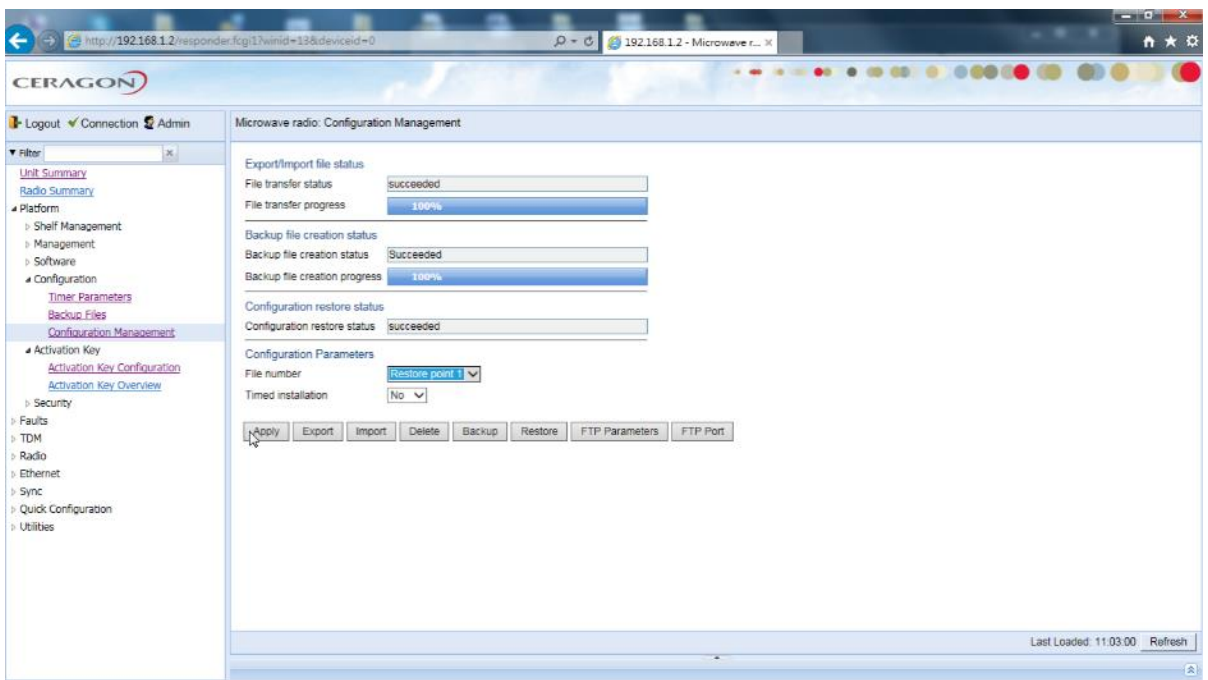 http://192.168.1.2/responder.fcgi1?winid=138&deviceid=0
192.168.1.2 - Microwave r...
CERAGON
Logout Connection Admin
Microwave radio: Configuration Management
Filter
Unit Summary
Radio Summary
Platform
Shelf Management
Management
Software
Configuration
Timer Parameters
Backup Files
Configuration Management
Activation Key
Activation Key Configuration
Activation Key Overview
Security
Faults
TDM
Radio
Ethernet
Sync
Quick Configuration
Utilities
Export/Import file status
File transfer status succeeded
File transfer progress 100%
Backup file creation status
Backup file creation status Succeeded
Backup file creation progress 100%
Configuration restore status
Configuration restore status succeeded
Configuration Parameters
File number Restore point 1
Timed installation No
Apply Export Import Delete Backup Restore FTP Parameters FTP Port
Last Loaded: 11:03:00 Refresh